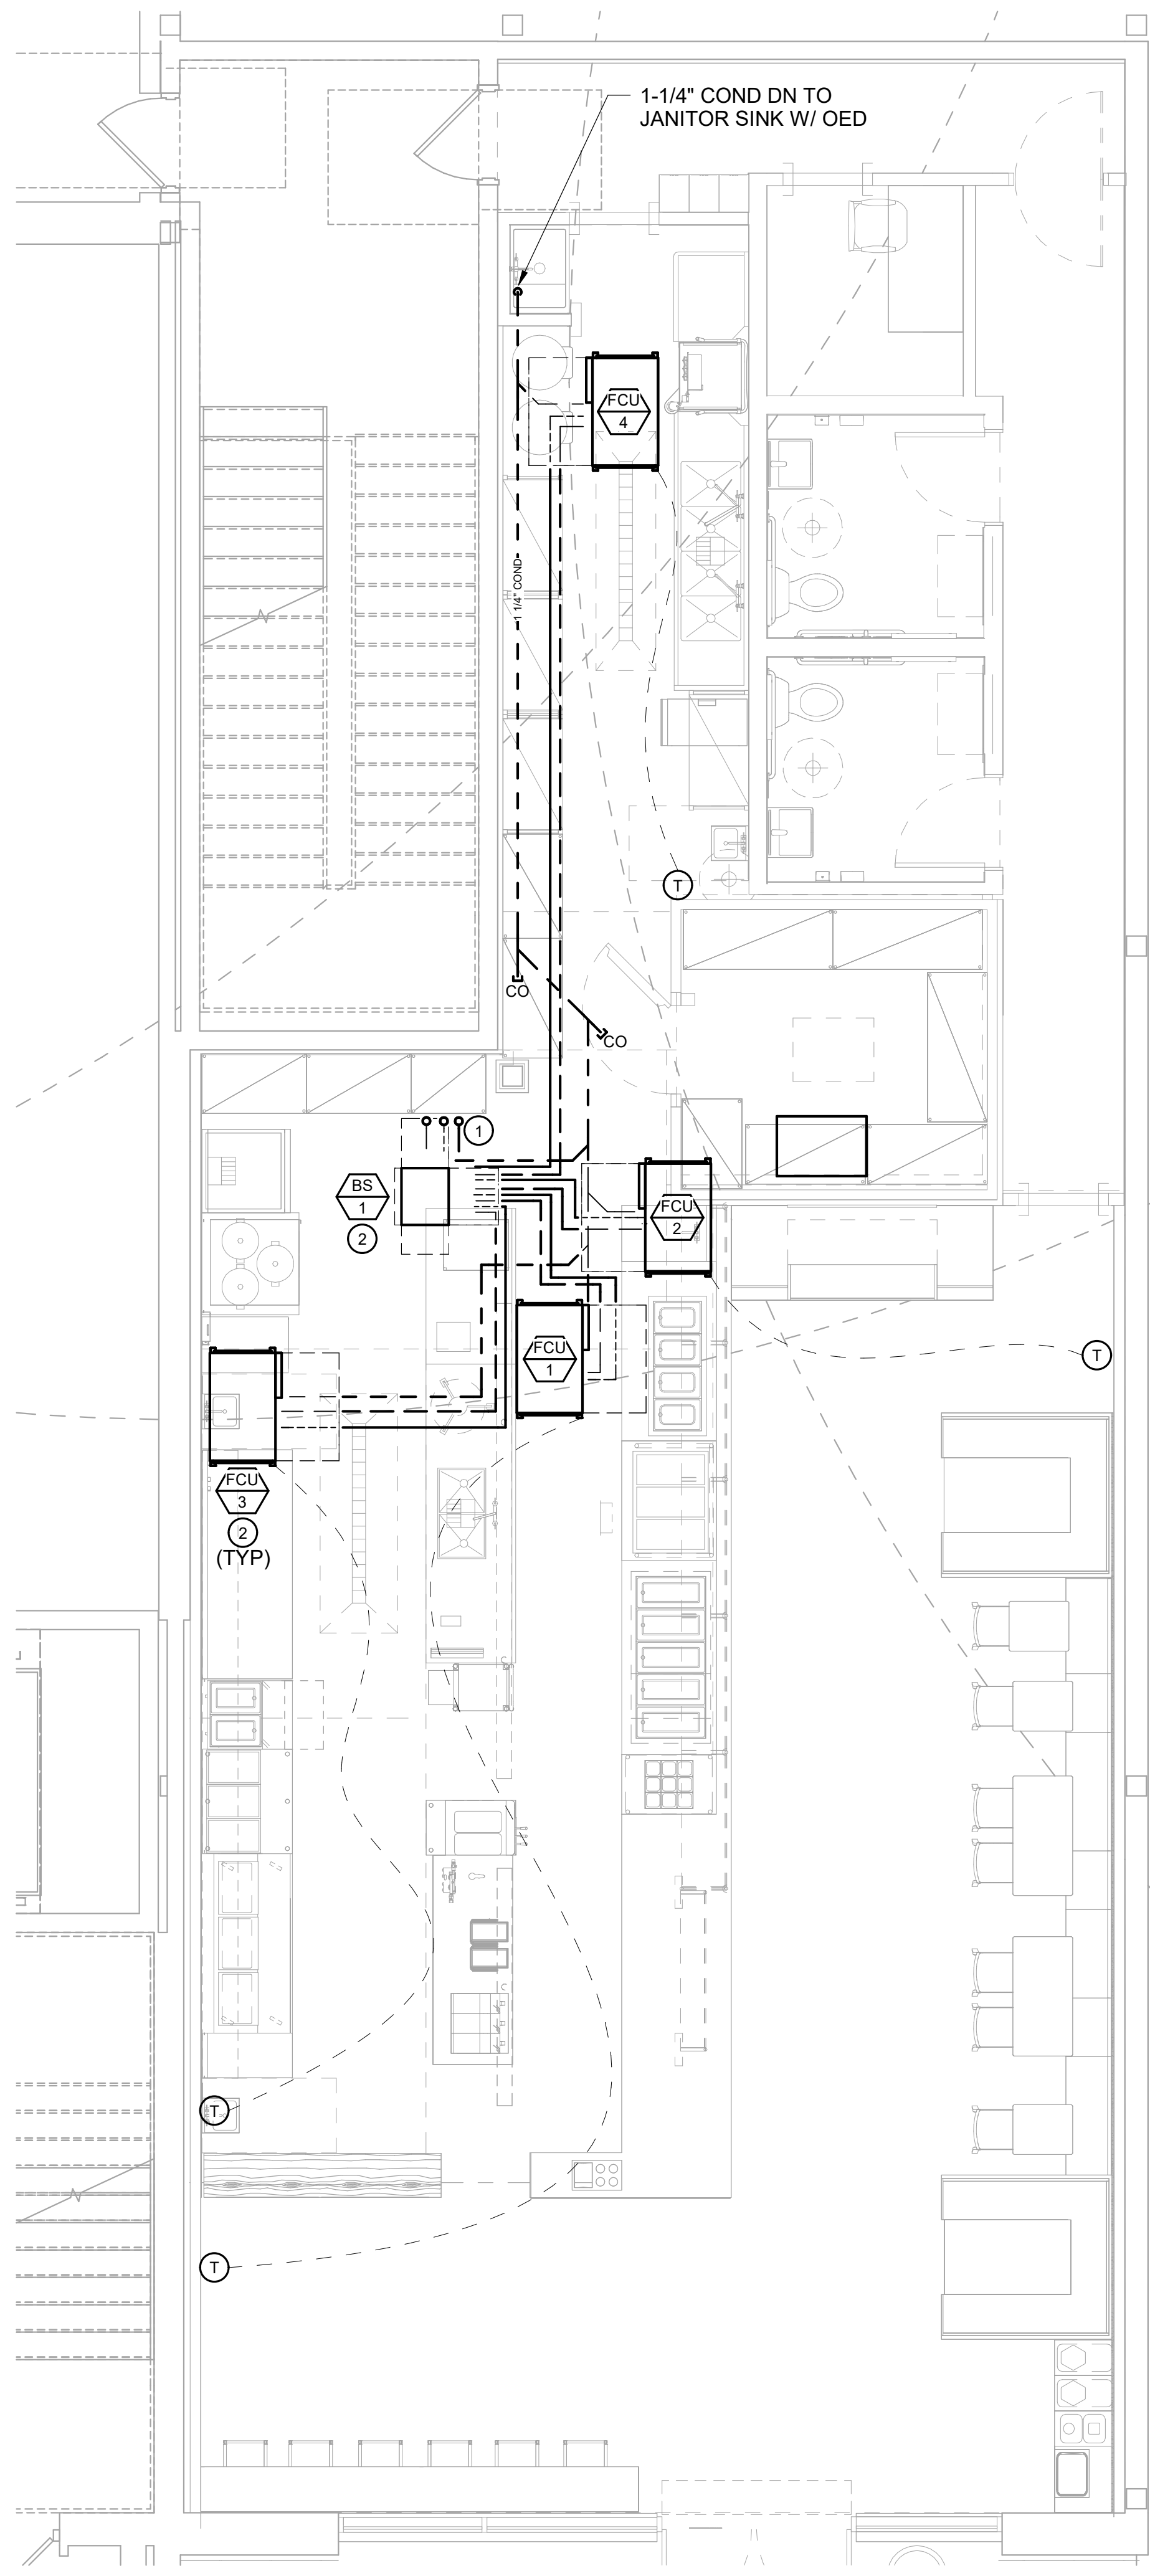 1-1/4" COND DN TO
JANITOR SINK W/ OED
FCU
4
1 1/4" COND
T
CO
CO
1
BS
1
2
FCU
2
FCU
1
T
FCU
3
2
(TYP)
T
T